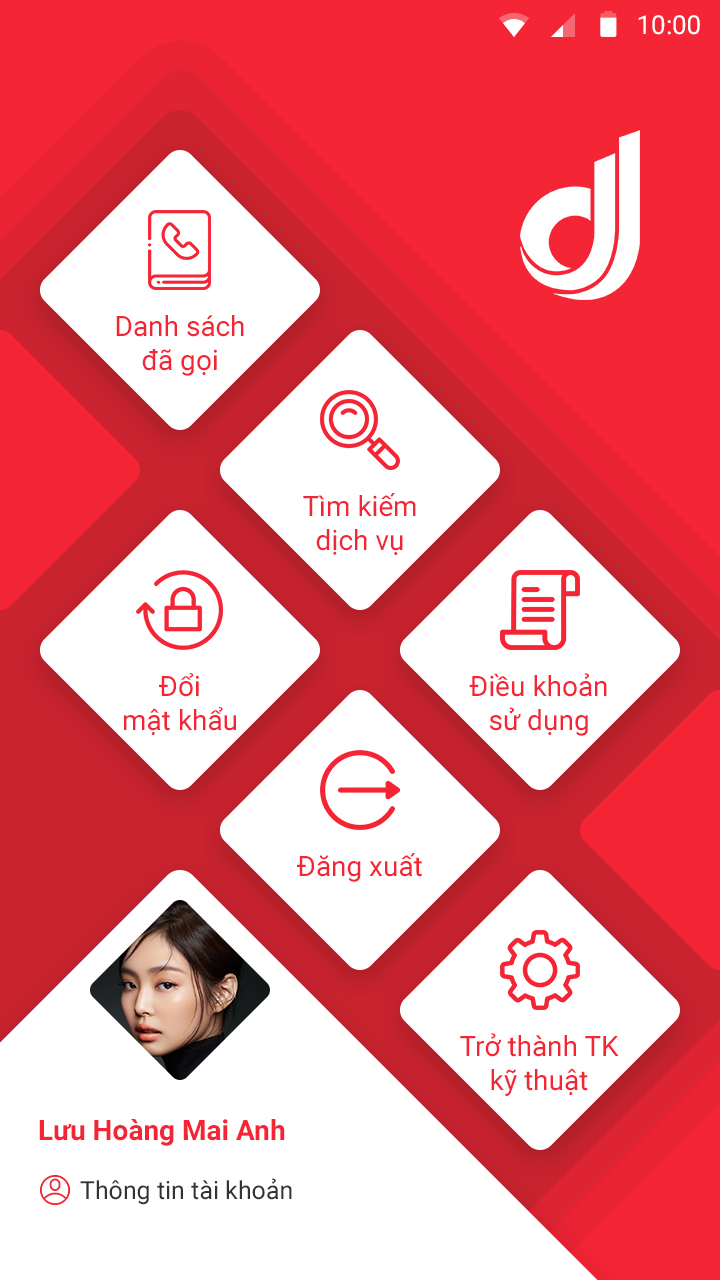 10:00
Danh sách
đã gọi
Tìm kiếm
dịch vụ
Đổi
mật khẩu
Điều khoản
sử dụng
Đăng xuất
Trở thành TK
kỹ thuật
Lưu Hoàng Mai Anh
Thông tin tài khoản